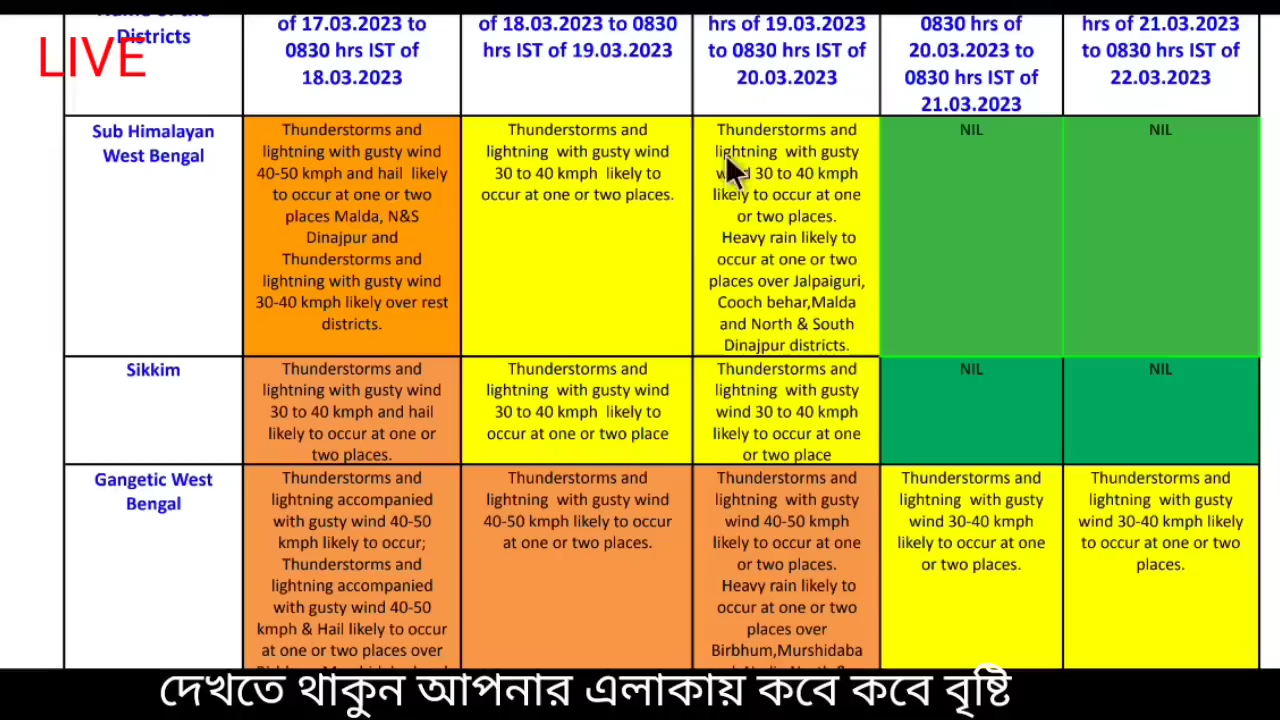 Districts
LIVE
of 17.03.2023 to
0830 hrs IST of
18.03.2023
of 18.03.2023 to 0830
hrs IST of 19.03.2023
hrs of 19.03.2023
to 0830 hrs IST of
20.03.2023
0830 hrs of
20.03.2023 to
0830 hrs IST of
21.03.2023
hrs of 21.03.2023
to 0830 hrs IST of
22.03.2023
Sub Himalayan
West Bengal
Thunderstorms and
lightning with gusty wind
40-50 kmph and hail likely
to occur at one or two
places Malda, N&S
Dinajpur and
Thunderstorms and
lightning with gusty wind
30-40 kmph likely over rest
districts.
Thunderstorms and
lightning with gusty wind
30 to 40 kmph likely to
occur at one or two places.
Thunderstorms and
lightning with gusty
wind 30 to 40 kmph
likely to occur at one
or two places.
Heavy rain likely to
occur at one or two
places over Jalpaiguri,
Cooch behar,Malda
and North & South
Dinajpur districts.
NIL
NIL
Sikkim
Thunderstorms and
lightning with gusty wind
30 to 40 kmph and hail
likely to occur at one or
two places.
Thunderstorms and
lightning with gusty wind
30 to 40 kmph likely to
occur at one or two place
Thunderstorms and
lightning with gusty
wind 30 to 40 kmph
likely to occur at one
or two place
NIL
NIL
Gangetic West
Bengal
Thunderstorms and
lightning accompanied
with gusty wind 40-50
kmph likely to occur;
Thunderstorms and
lightning accompanied
with gusty wind 40-50
kmph & Hail likely to occur
at one or two places over
Thunderstorms and
lightning with gusty wind
40-50 kmph likely to occur
at one or two places.
Thunderstorms and
lightning with gusty
wind 40-50 kmph
likely to occur at one
or two places.
Heavy rain likely to
occur at one or two
places over
Birbhum,Murshidaba
Thunderstorms and
lightning with gusty
wind 30-40 kmph
likely to occur at one
or two places.
Thunderstorms and
lightning with gusty
wind 30-40 kmph likely
to occur at one or two
places.
দেখতে থাকুন আপনার এলাকায় কবে কবে বৃষ্টি